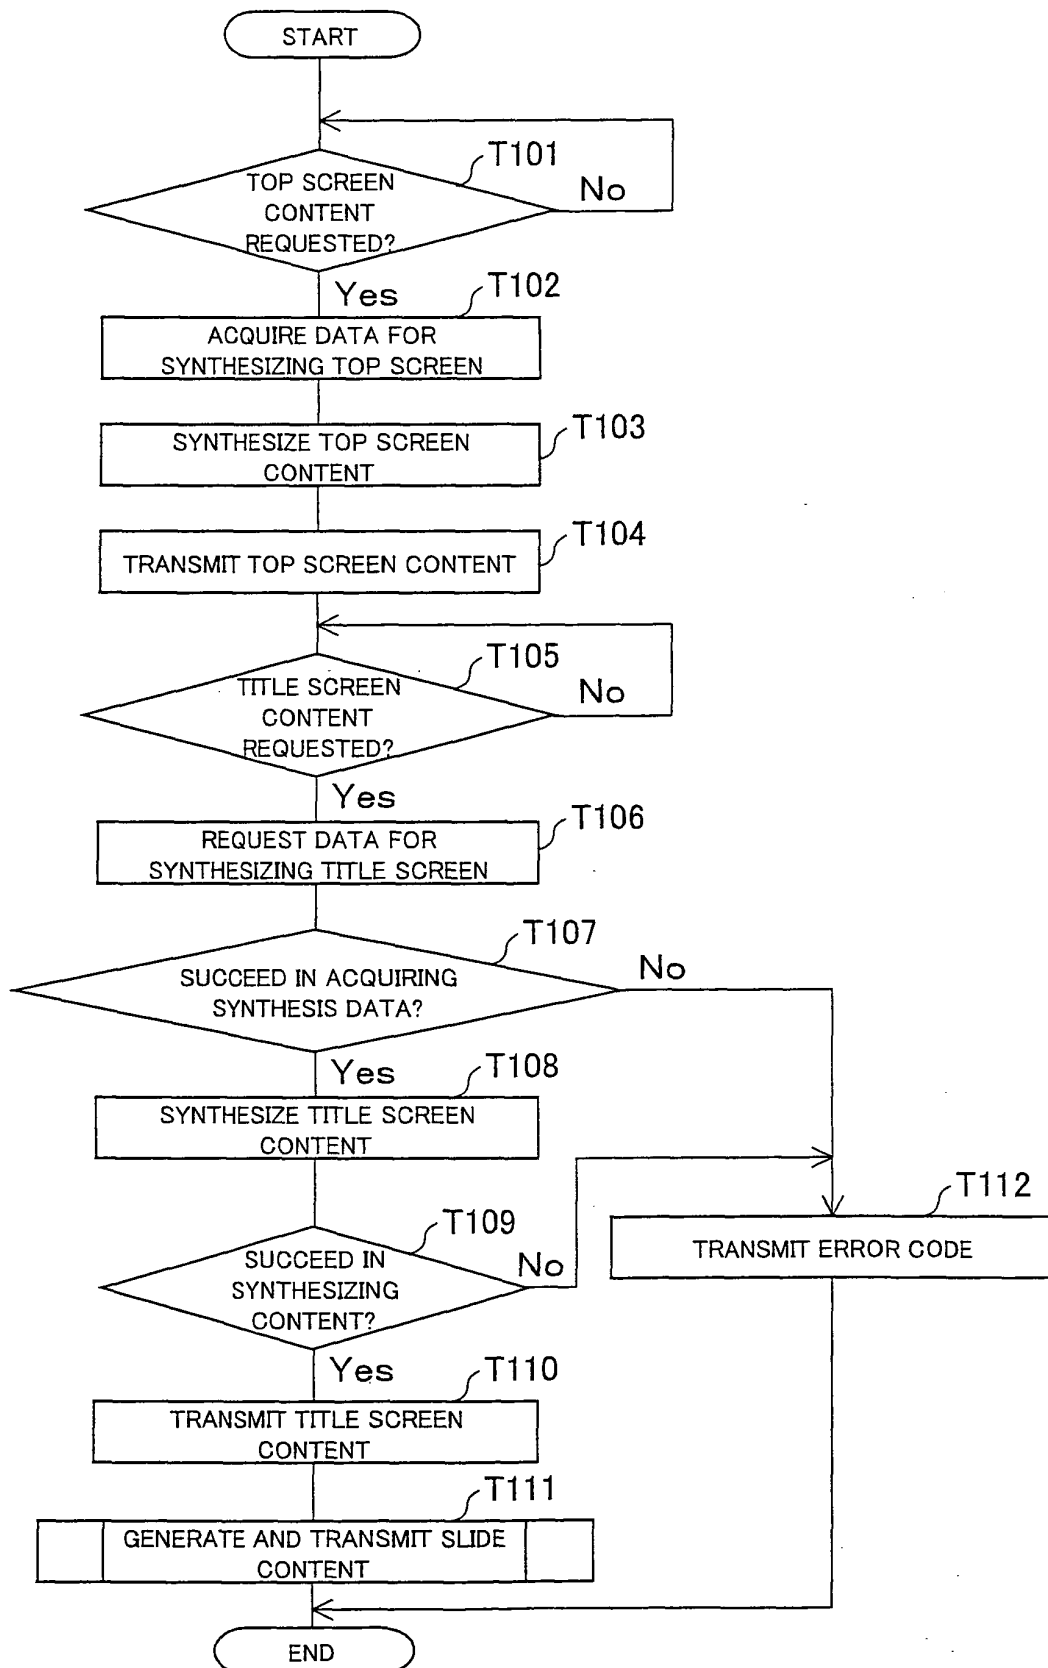 START
T101
TOP SCREEN
CONTENT
REQUESTED?
No
Yes
T102
ACQUIRE DATA FOR
SYNTHESIZING TOP SCREEN
T103
SYNTHESIZE TOP SCREEN
CONTENT
T104
TRANSMIT TOP SCREEN CONTENT
T105
TITLE SCREEN
CONTENT
REQUESTED?
No
Yes
T106
REQUEST DATA FOR
SYNTHESIZING TITLE SCREEN
T107
SUCCEED IN ACQUIRING
SYNTHESIS DATA?
No
Yes
T108
SYNTHESIZE TITLE SCREEN
CONTENT
T109
SUCCEED IN
SYNTHESIZING
CONTENT?
No
T112
TRANSMIT ERROR CODE
Yes
T110
TRANSMIT TITLE SCREEN
CONTENT
T111
GENERATE AND TRANSMIT SLIDE
CONTENT
END